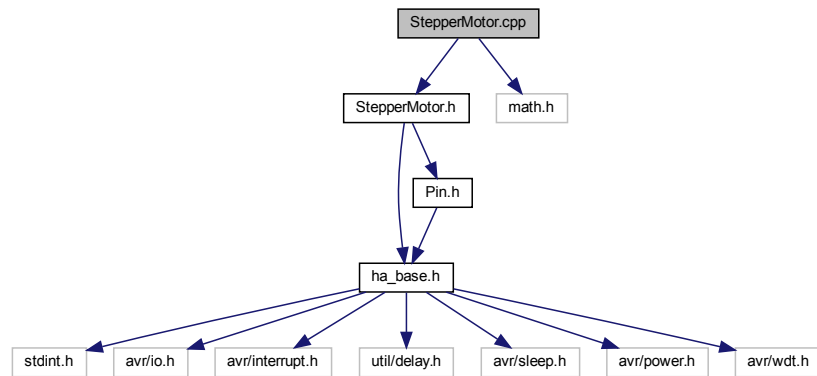 StepperMotor.cpp
StepperMotor.h
math.h
Pin.h
ha_base.h
stdint.h
avr/io.h
avr/interrupt.h
util/delay.h
avr/sleep.h
avr/power.h
avr/wdt.h